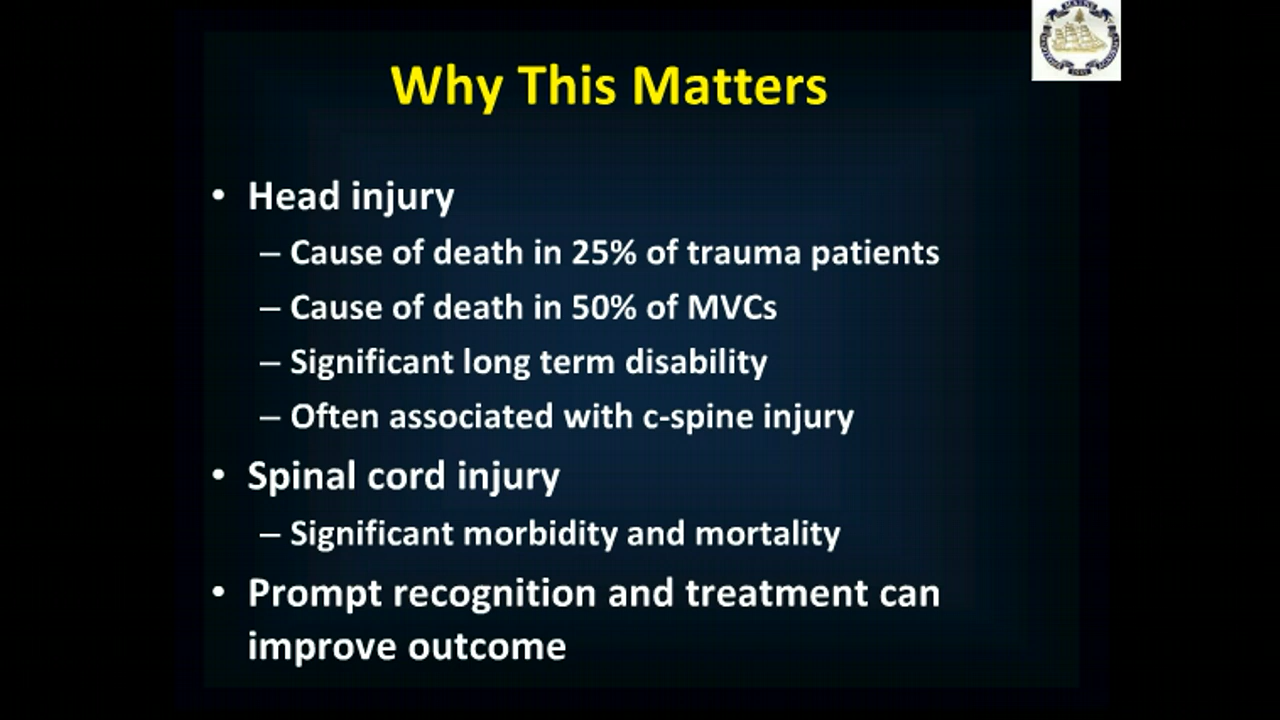 Why This Matters
• Head injury
– Cause of death in 25% of trauma patients
– Cause of death in 50% of MVCs
– Significant long term disability
– Often associated with c-spine injury
• Spinal cord injury
– Significant morbidity and mortality
• Prompt recognition and treatment can
improve outcome